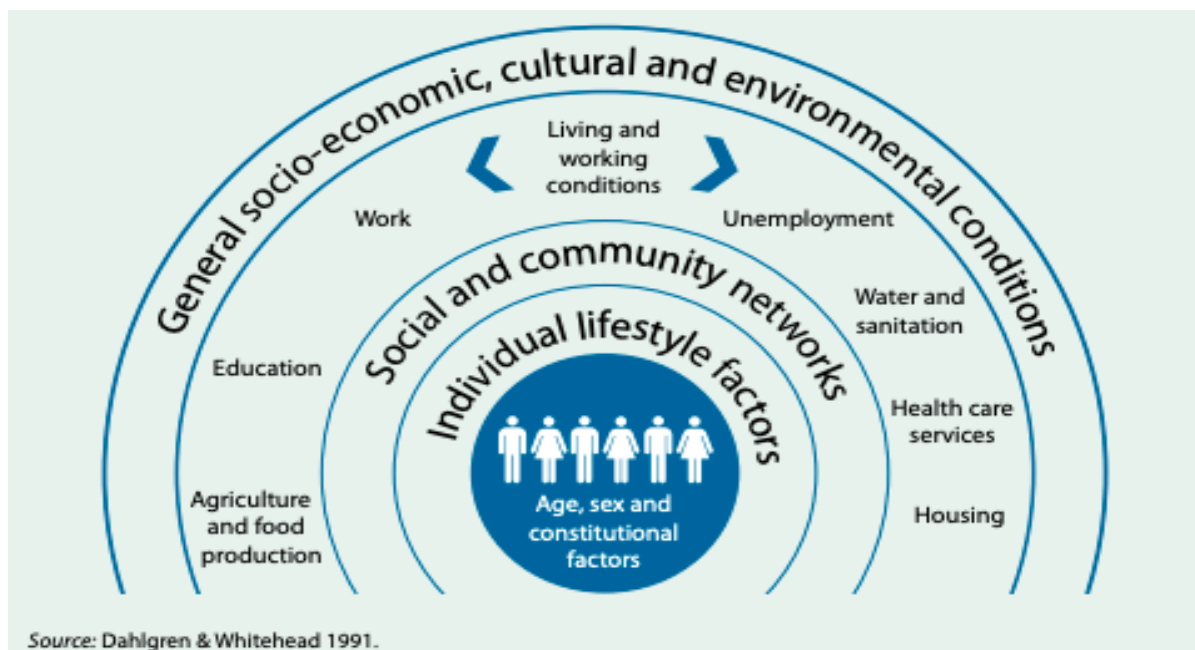 General socio-economic, cultural and environmental conditions
Living and
working
conditions
Work
Unemployment
Social and community networks
Water and
sanitation
Individual lifestyle factors
Education
Health care
services
Agriculture
and food
production
Housing
Age, sex and
constitutional
factors
Source: Dahlgren & Whitehead 1991.